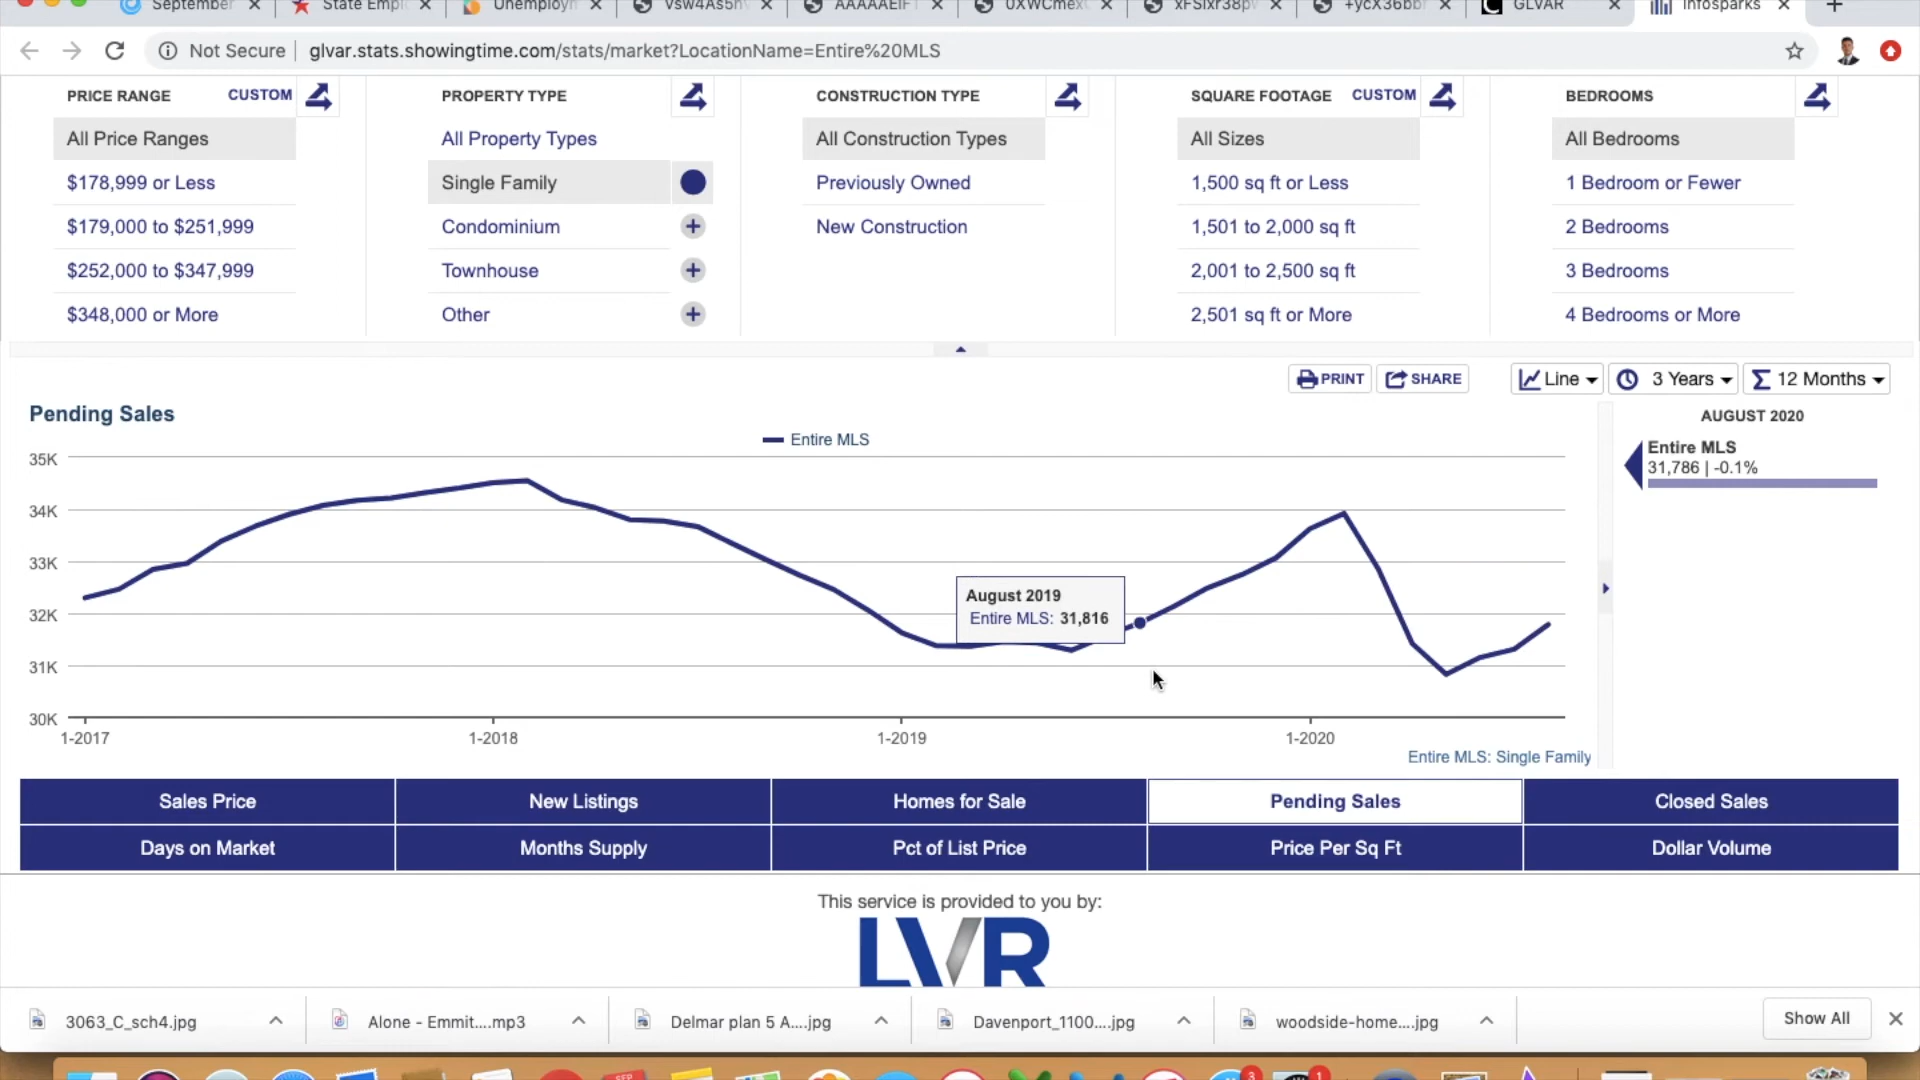 September
State Empl
Unemploym
GLVAR
Infosparks
Not Secure
glvar.stats.showingtime.com/stats/market?LocationName=Entire%20MLS
PRICE RANGE CUSTOM
All Price Ranges
$178,999 or Less
$179,000 to $251,999
$252,000 to $347,999
$348,000 or More
PROPERTY TYPE
All Property Types
Single Family
Condominium
Townhouse
Other
CONSTRUCTION TYPE
All Construction Types
Previously Owned
New Construction
SQUARE FOOTAGE CUSTOM
All Sizes
1,500 sq ft or Less
1,501 to 2,000 sq ft
2,001 to 2,500 sq ft
2,501 sq ft or More
BEDROOMS
All Bedrooms
1 Bedroom or Fewer
2 Bedrooms
3 Bedrooms
4 Bedrooms or More
PRINT
SHARE
Line
3 Years
12 Months
Pending Sales
Entire MLS
35K
34K
33K
32K
31K
30K
1-2017
1-2018
1-2019
1-2020
August 2019
Entire MLS: 31,816
Entire MLS: Single Family
AUGUST 2020
Entire MLS
31,786 | -0.1%
Sales Price
New Listings
Homes for Sale
Pending Sales
Closed Sales
Days on Market
Months Supply
Pct of List Price
Price Per Sq Ft
Dollar Volume
This service is provided to you by:
LVR
3063_C_sch4.jpg
Alone - Emmit....mp3
Delmar plan 5 A....jpg
Davenport_1100....jpg
woodside-home....jpg
Show All
SEP
3
1